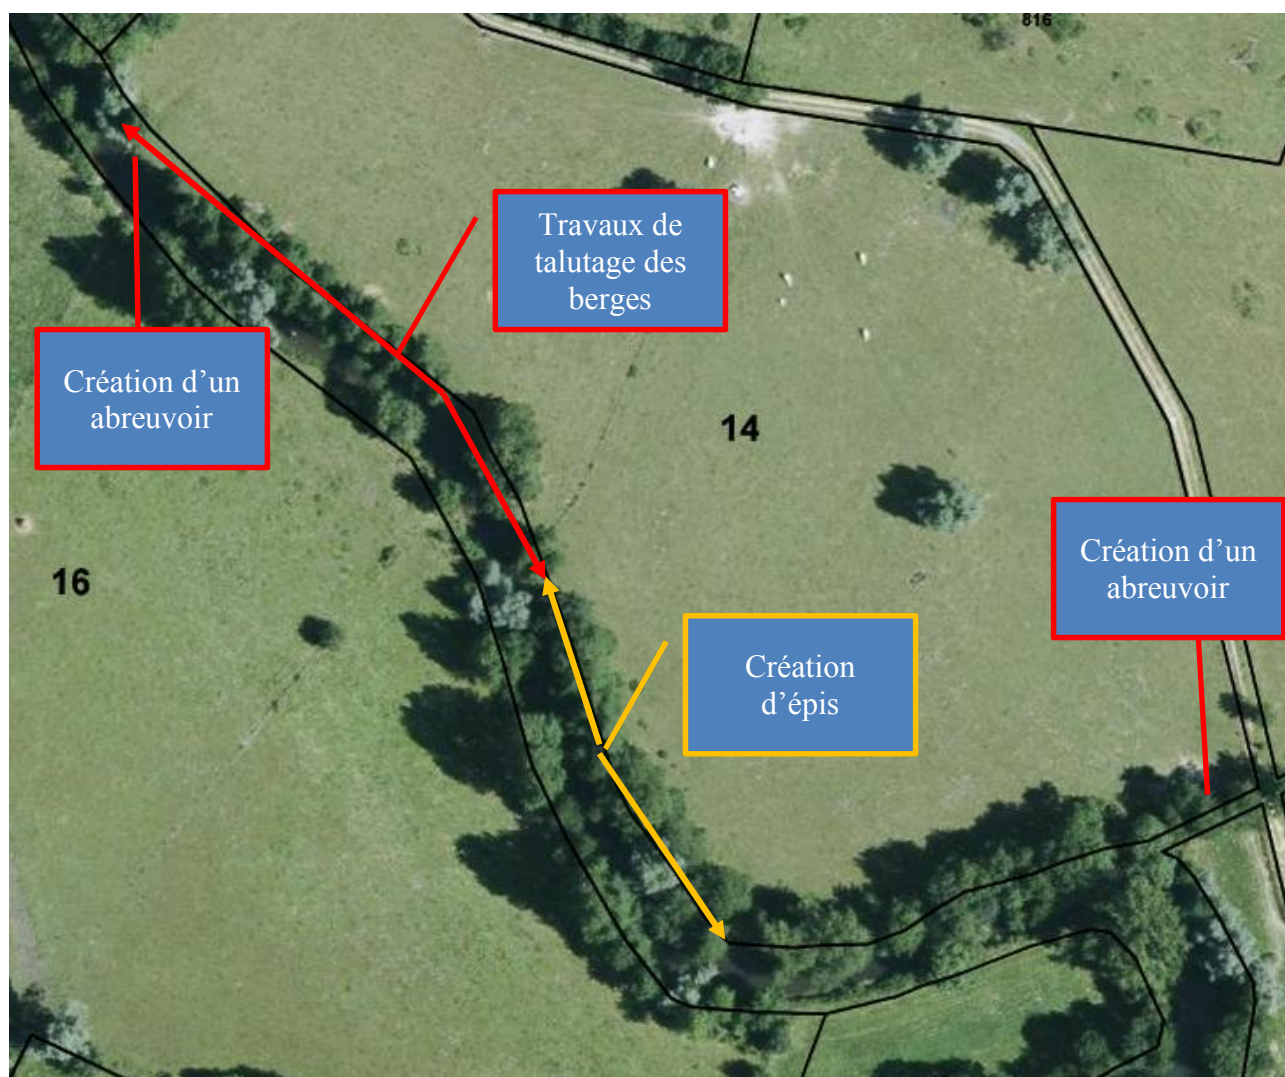 816
Travaux de
talutage des
berges
Création d’un
abreuvoir
14
Création d’un
abreuvoir
16
Création
d’épis